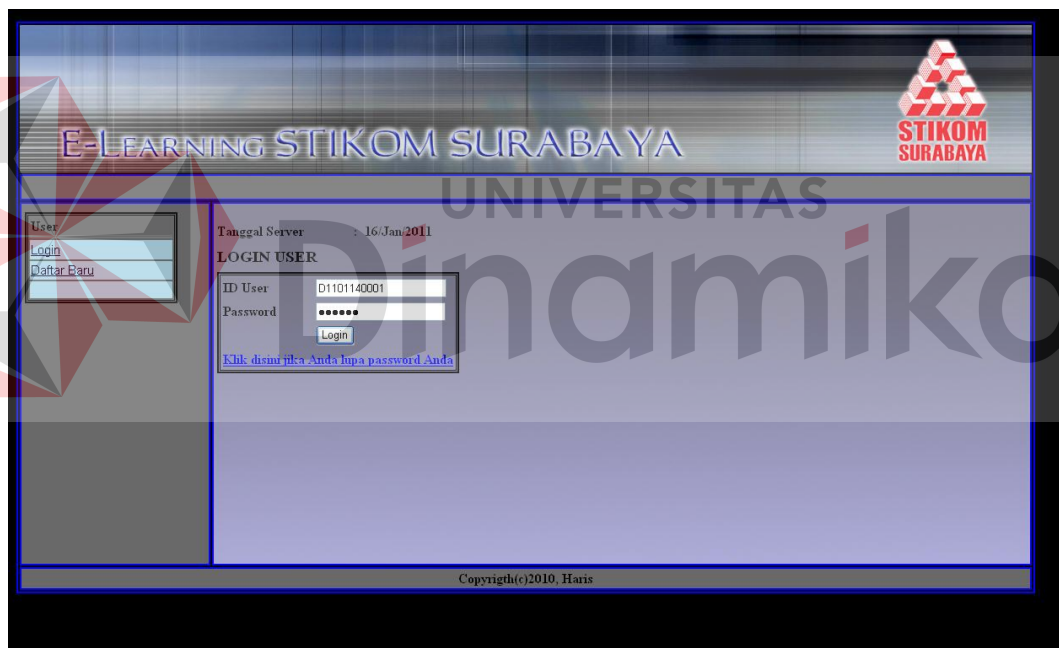 E-LEARNING STIKOM SURABAYA
STIKOM
SURABAYA
UNIVERSITAS
Dinamika
User
Login
Daftar Baru
Tanggal Server : 16/Jan/2011
LOGIN USER
ID User D1101140001
Password ●●●●●●
Login
Klik disini jika Anda lupa password Anda
Copyrigth(c)2010, Haris